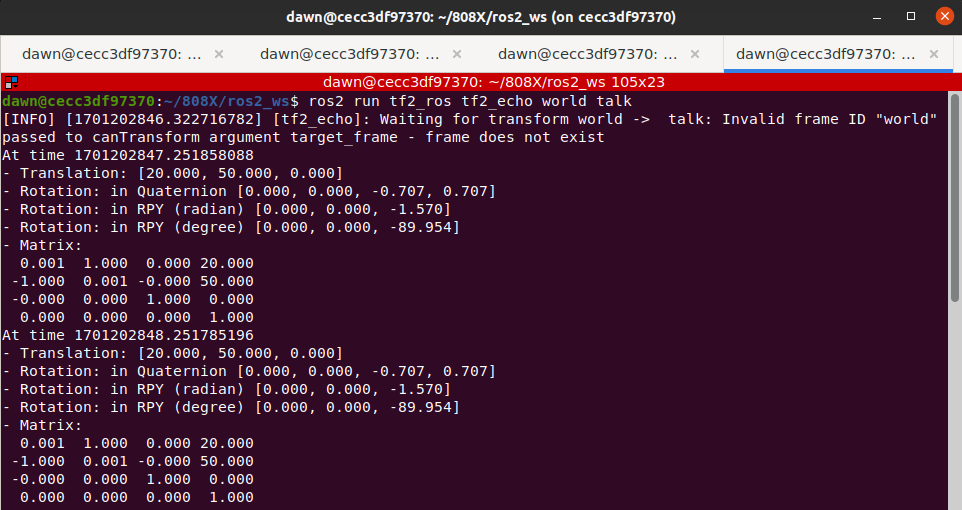 dawn@cecc3df97370: ~/808X/ros2_ws (on cecc3df97370)
dawn@cecc3df97370: ... × dawn@cecc3df97370: ... × dawn@cecc3df97370: ... × dawn@cecc3df97370: ... ×
dawn@cecc3df97370: ~/808X/ros2_ws 105x23
dawn@cecc3df97370:~/808X/ros2_ws$ ros2 run tf2_ros tf2_echo world talk
[INFO] [1701202846.322716782] [tf2_echo]: Waiting for transform world ->  talk: Invalid frame ID "world"
passed to canTransform argument target_frame - frame does not exist
At time 1701202847.251858088
- Translation: [20.000, 50.000, 0.000]
- Rotation: in Quaternion [0.000, 0.000, -0.707, 0.707]
- Rotation: in RPY (radian) [0.000, 0.000, -1.570]
- Rotation: in RPY (degree) [0.000, 0.000, -89.954]
- Matrix:
  0.001  1.000  0.000 20.000
 -1.000  0.001 -0.000 50.000
 -0.000  0.000  1.000  0.000
  0.000  0.000  0.000  1.000
At time 1701202848.251785196
- Translation: [20.000, 50.000, 0.000]
- Rotation: in Quaternion [0.000, 0.000, -0.707, 0.707]
- Rotation: in RPY (radian) [0.000, 0.000, -1.570]
- Rotation: in RPY (degree) [0.000, 0.000, -89.954]
- Matrix:
  0.001  1.000  0.000 20.000
 -1.000  0.001 -0.000 50.000
 -0.000  0.000  1.000  0.000
  0.000  0.000  0.000  1.000